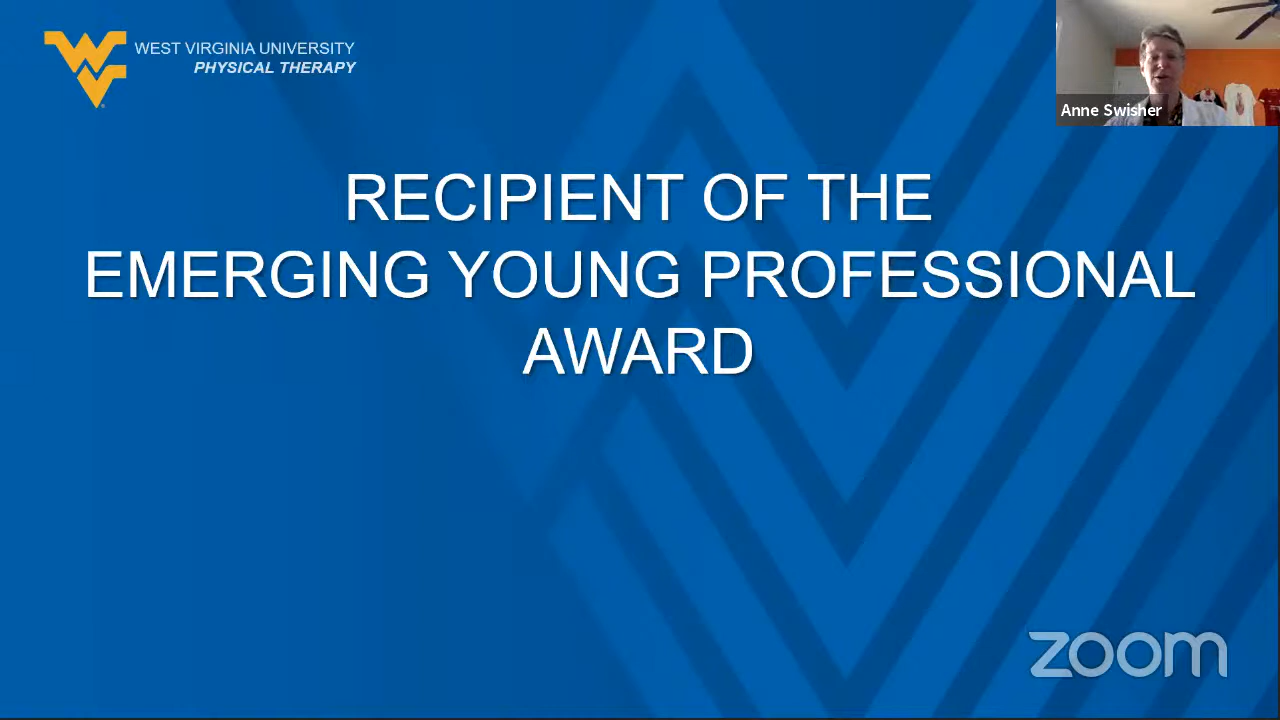 WEST VIRGINIA UNIVERSITY
PHYSICAL THERAPY
Anne Swisher
RECIPIENT OF THE
EMERGING YOUNG PROFESSIONAL
AWARD
zoom